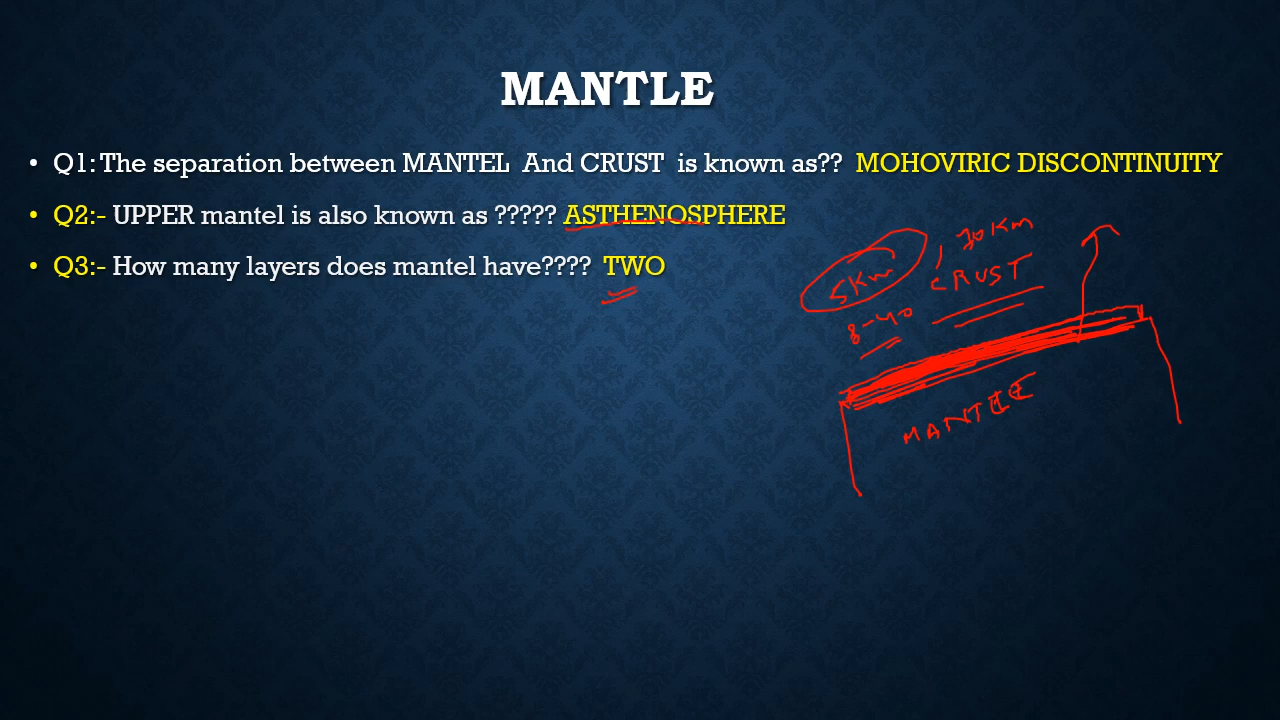 MANTLE
• Q1: The separation between MANTEL And CRUST is known as?? MOHOVIRIC DISCONTINUITY
• Q2:- UPPER mantel is also known as ????? ASTHENOSPHERE
• Q3:- How many layers does mantel have???? TWO
5Km
70Km
CRUST
8-40
MANTLE